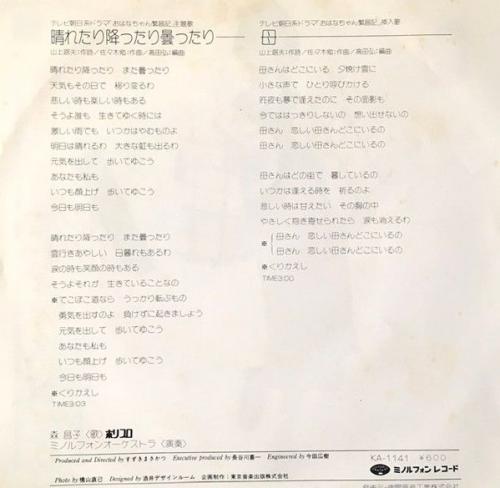 テレビ朝日系ドラマ「おはなちゃん繁昌記」主題歌
晴れたり降ったり曇ったり
山上路夫:作詩/佐々木勉:作曲/高田弘:編曲
晴れたり降ったり　また曇ったり
天気もその日で　移り変るわ
悲しい時も楽しい時もある
そうよ誰も　生きてゆく時には
激しい雨でも　いつかはやむものよ
明日は晴れるわ　大きな虹も出るわ
元気を出して　歩いてゆこう
あなたも私も
いつも顔上げ　歩いてゆこう
今日も明日も
晴れたり降ったり　また曇ったり
雲行きあやしい　日暮れもあるわ
涙の時も笑顔の時もある
そうよそれが　生きていることなの
※でこぼこ道なら　うっかり転ぶもの
勇気を出すのよ　負けずに起きましょう
元気を出して　歩いてゆこう
あなたも私も
いつも顔上げ　歩いてゆこう
今日も明日も
※くりかえし
TIME3:03
テレビ朝日系ドラマ「おはなちゃん繁昌記」挿入歌
母
山上路夫:作詩/佐々木勉:作曲/高田弘:編曲
母さんはどこにいる　夕焼け雲に
小さな声で　ひとり呼びかける
昨夜も夢で逢えたのに　その面影も
今でははっきりしないの　想い出せないの
母さん　恋しい母さんどこにいるの
母さん　恋しい母さんどこにいるの
母さんはどの街で　暮しているの
いつかは逢える時を　祈るのよ
悲しい時は甘えたい　その胸の中
やさしく抱き寄せられたら　涙も消えるわ
※母さん　恋しい母さんどこにいるの
母さん　恋しい母さんどこにいるの
※くりかえし
TIME3:00
森昌子〈歌〉ホリプロ
ミノルフォンオーケストラ〈演奏〉
Produced and Directed by すずきまさかつ　Executive produced by 長谷川喜一　Engineered by 今田広樹
Photo by 橋山直己　Designed by 酒井デザインルーム　企画制作:東京音楽出版株式会社
KA-1141　¥600
ミノルフォンレコード